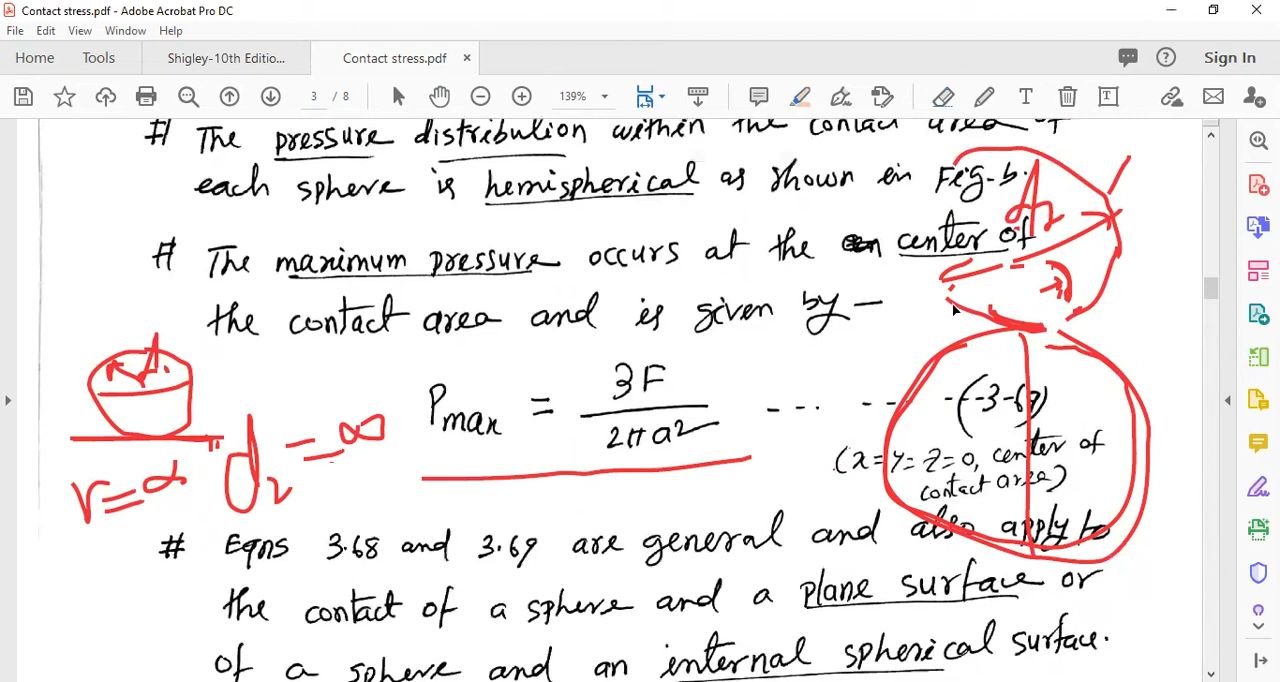 Contact stress.pdf - Adobe Acrobat Pro DC
File Edit View Window Help
Home Tools Shigley-10th Editio... Contact stress.pdf × Sign In
3 / 8 139%
# The pressure distribution within the contact area of
each sphere is hemispherical as shown in Fig-b.
# The maximum pressure occurs at the center of
the contact area and is given by —
Pmax = 3F / 2πa² --- -- --(-3-69)
(x=y=z=0, center of
contact area)
d₂ = ∞
r = α
# Eqns 3.68 and 3.69 are general and also apply to
the contact of a sphere and a plane surface or
of a sphere and an internal spherical surface.